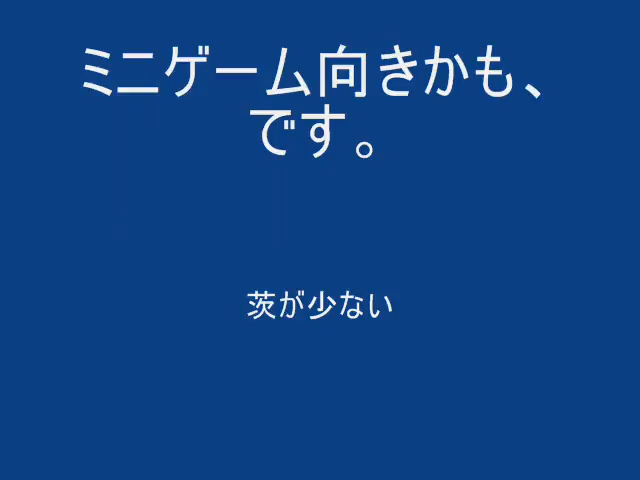 ミニゲーム向きかも、
です。
茨が少ない